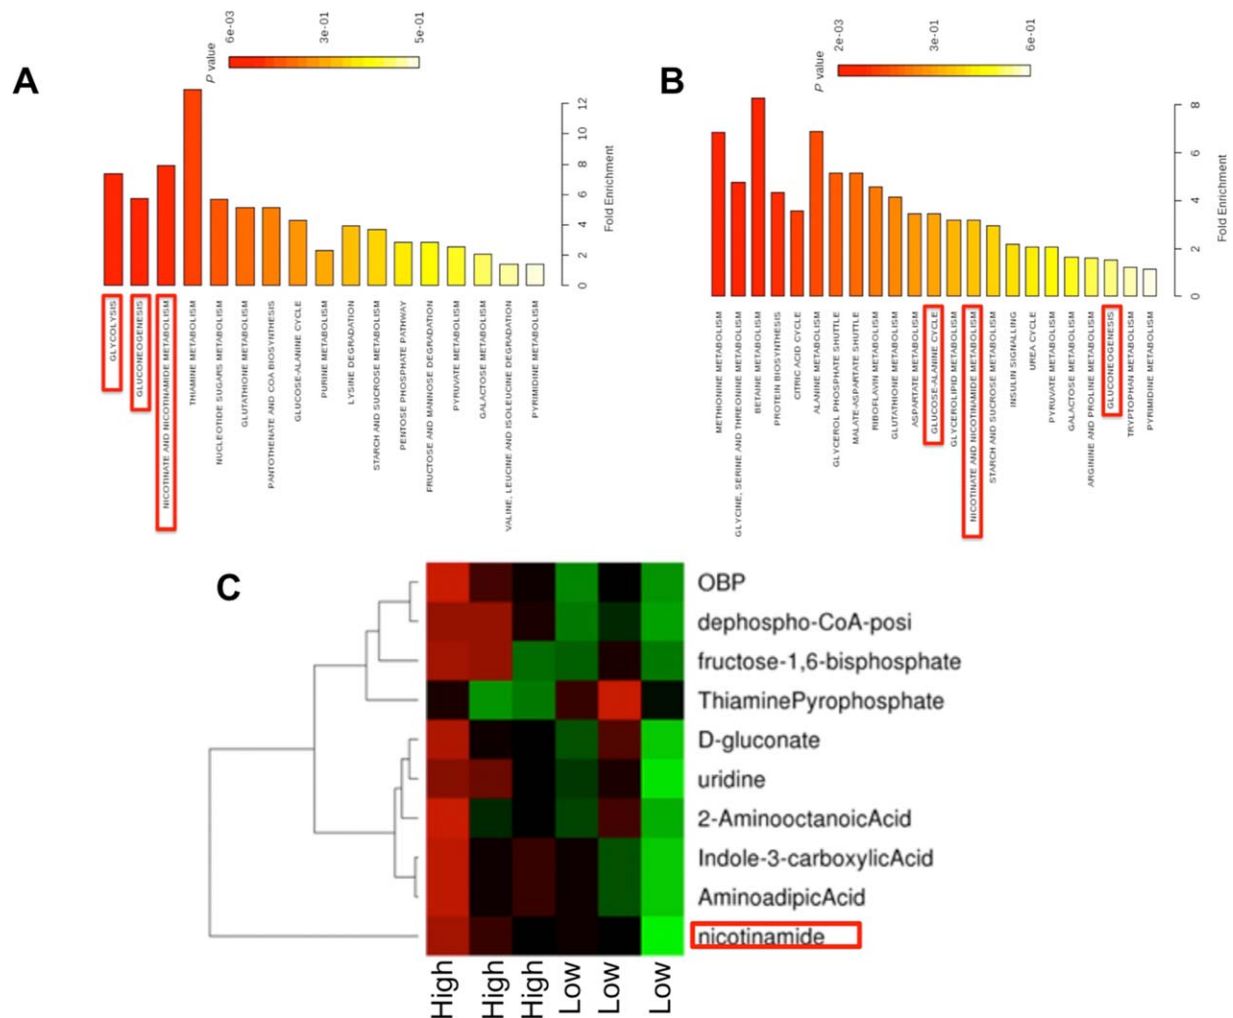 A
P value
6e-03
3e-01
5e-01
0
2
4
6
8
10
12
Fold Enrichment
GLYCOLYSIS
GLUCONEOGENESIS
NICOTINATE AND NICOTINAMIDE METABOLISM
THIAMINE METABOLISM
NUCLEOTIDE SUGARS METABOLISM
GLUTATHIONE METABOLISM
PANTOTHENATE AND COA BIOSYNTHESIS
GLUCOSE-ALANINE CYCLE
PURINE METABOLISM
LYSINE DEGRADATION
STARCH AND SUCROSE METABOLISM
PENTOSE PHOSPHATE PATHWAY
FRUCTOSE AND MANNOSE DEGRADATION
PYRUVATE METABOLISM
GALACTOSE METABOLISM
VALINE, LEUCINE AND ISOLEUCINE DEGRADATION
PYRIMIDINE METABOLISM
B
P value
2e-03
3e-01
6e-01
0
2
4
6
8
Fold Enrichment
METHIONINE METABOLISM
GLYCINE, SERINE AND THREONINE METABOLISM
BETAINE METABOLISM
PROTEIN BIOSYNTHESIS
CITRIC ACID CYCLE
ALANINE METABOLISM
GLYCEROL PHOSPHATE SHUTTLE
MALATE-ASPARTATE SHUTTLE
RIBOFLAVIN METABOLISM
GLUTATHIONE METABOLISM
ASPARTATE METABOLISM
GLUCOSE-ALANINE CYCLE
GLYCEROLIPID METABOLISM
NICOTINATE AND NICOTINAMIDE METABOLISM
STARCH AND SUCROSE METABOLISM
INSULIN SIGNALLING
UREA CYCLE
PYRUVATE METABOLISM
GALACTOSE METABOLISM
ARGININE AND PROLINE METABOLISM
GLUCONEOGENESIS
TRYPTOPHAN METABOLISM
PYRIMIDINE METABOLISM
C
OBP
dephospho-CoA-posi
fructose-1,6-bisphosphate
ThiaminePyrophosphate
D-gluconate
uridine
2-AminooctanoicAcid
Indole-3-carboxylicAcid
AminoadipicAcid
nicotinamide
High
High
High
Low
Low
Low